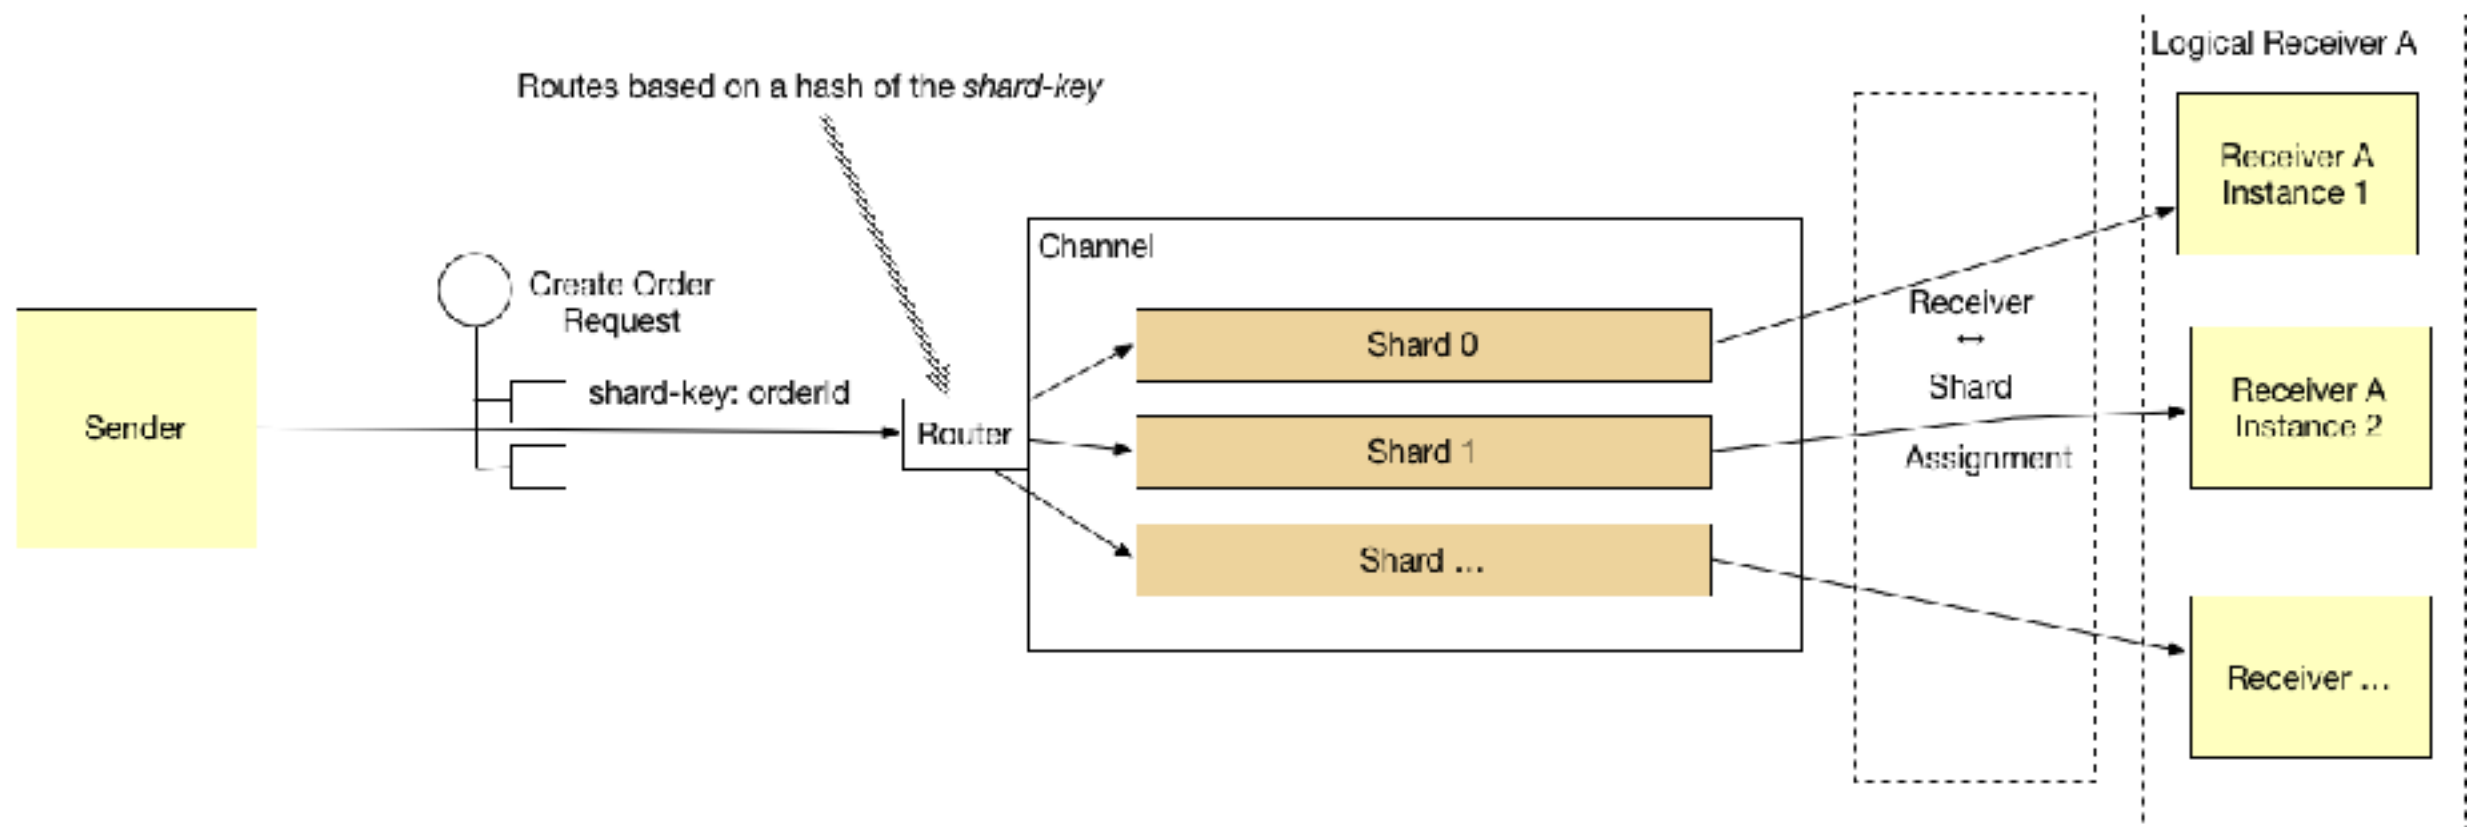 Logical Receiver A
Routes based on a hash of the shard-key
Receiver A
Instance 1
Channel
Create Order
Request
Receiver
↔
Shard
Assignment
Shard 0
shard-key: orderId
Receiver A
Instance 2
Sender
Router
Shard 1
Shard ...
Receiver ...